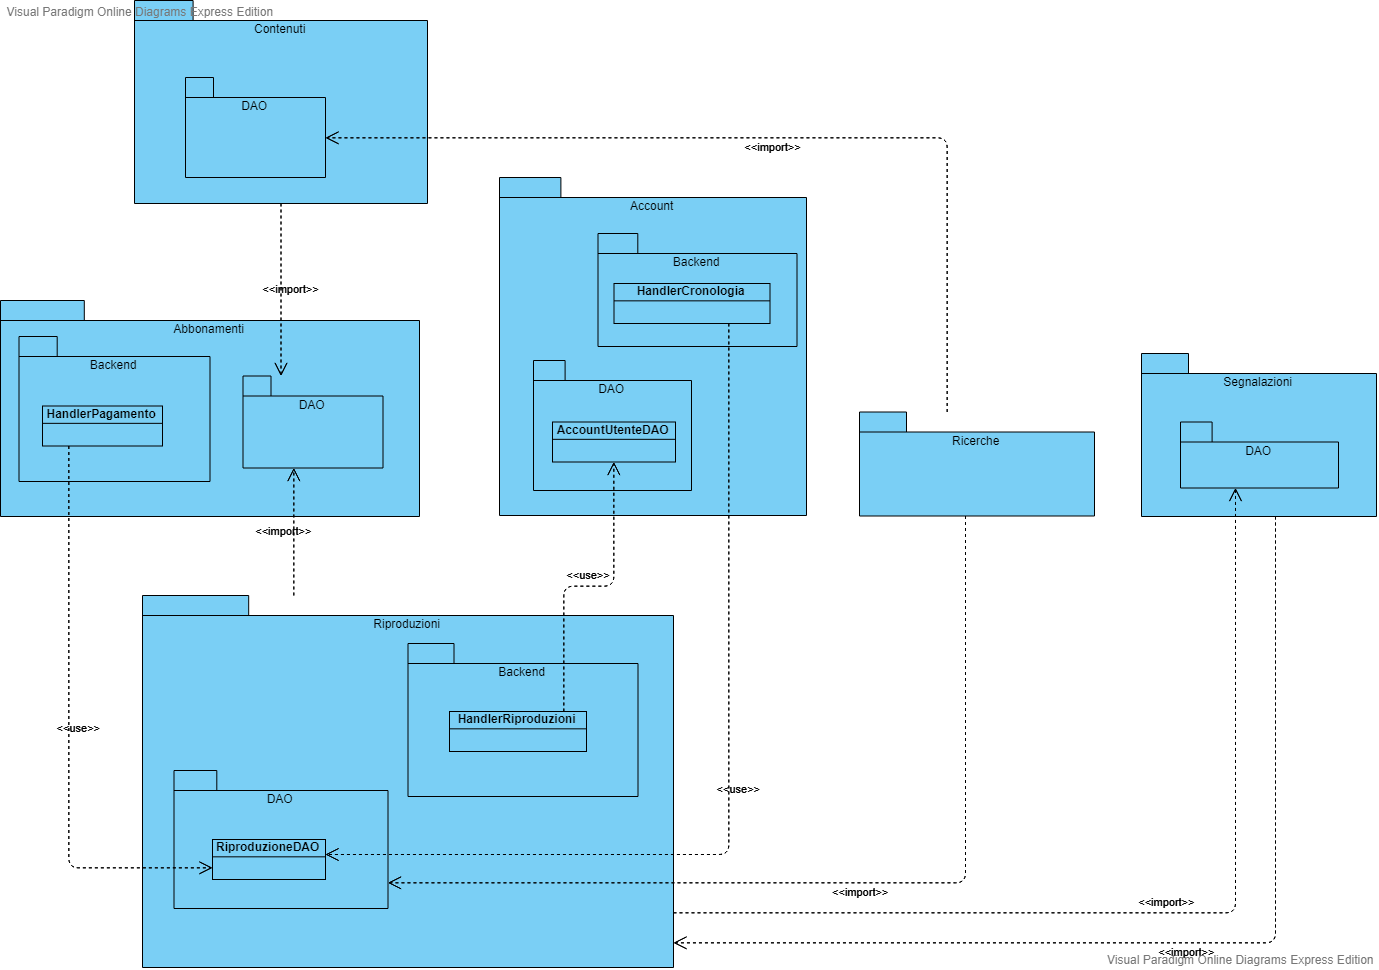 Visual Paradigm Online Diagrams Express Edition
Contenuti
DAO
<<import>>
Account
Backend
HandlerCronologia
<<import>>
Abbonamenti
Backend
HandlerPagamento
DAO
DAO
AccountUtenteDAO
Segnalazioni
DAO
Ricerche
<<import>>
<<use>>
Riproduzioni
Backend
HandlerRiproduzioni
<<use>>
<<use>>
DAO
RiproduzioneDAO
<<import>>
<<import>>
<<import>>
Visual Paradigm Online Diagrams Express Edition